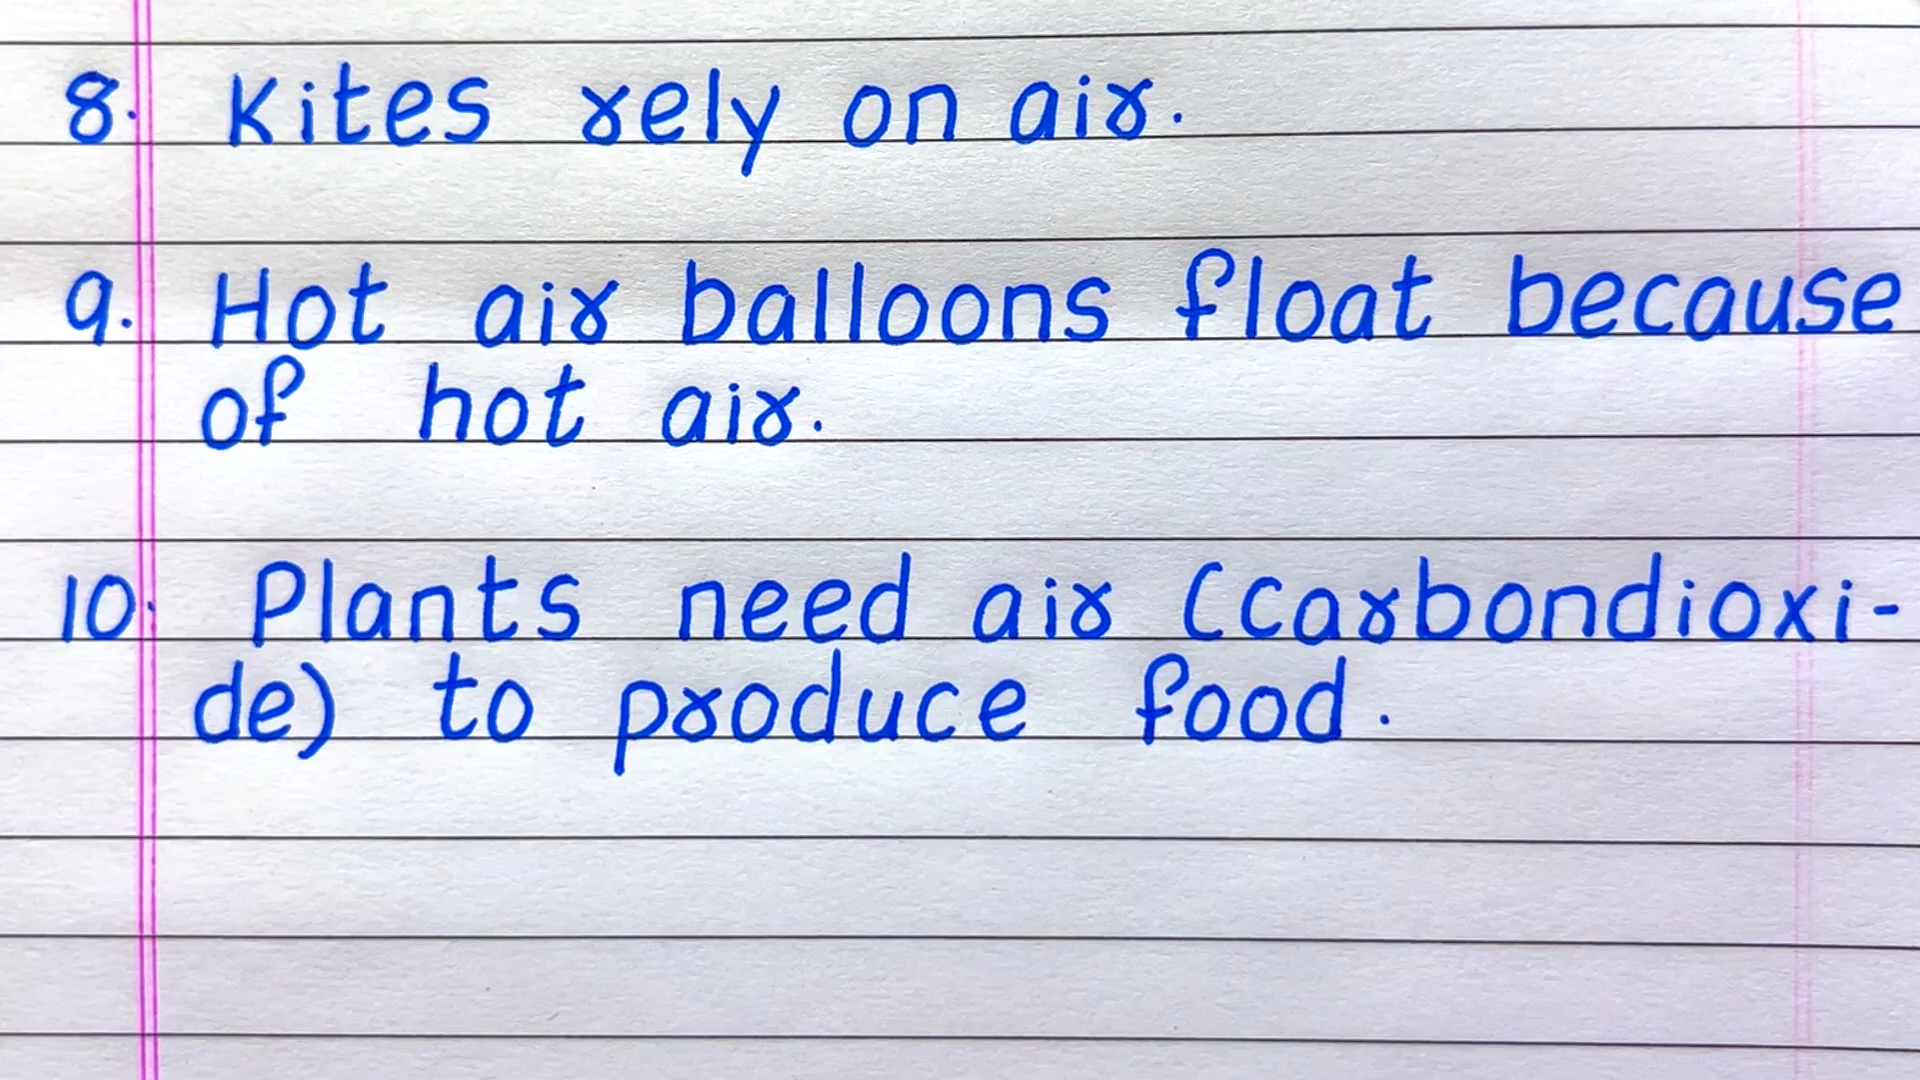 8. Kites rely on air.
9. Hot air balloons float because
of hot air.
10. Plants need air (carbondioxi-
de) to produce food.